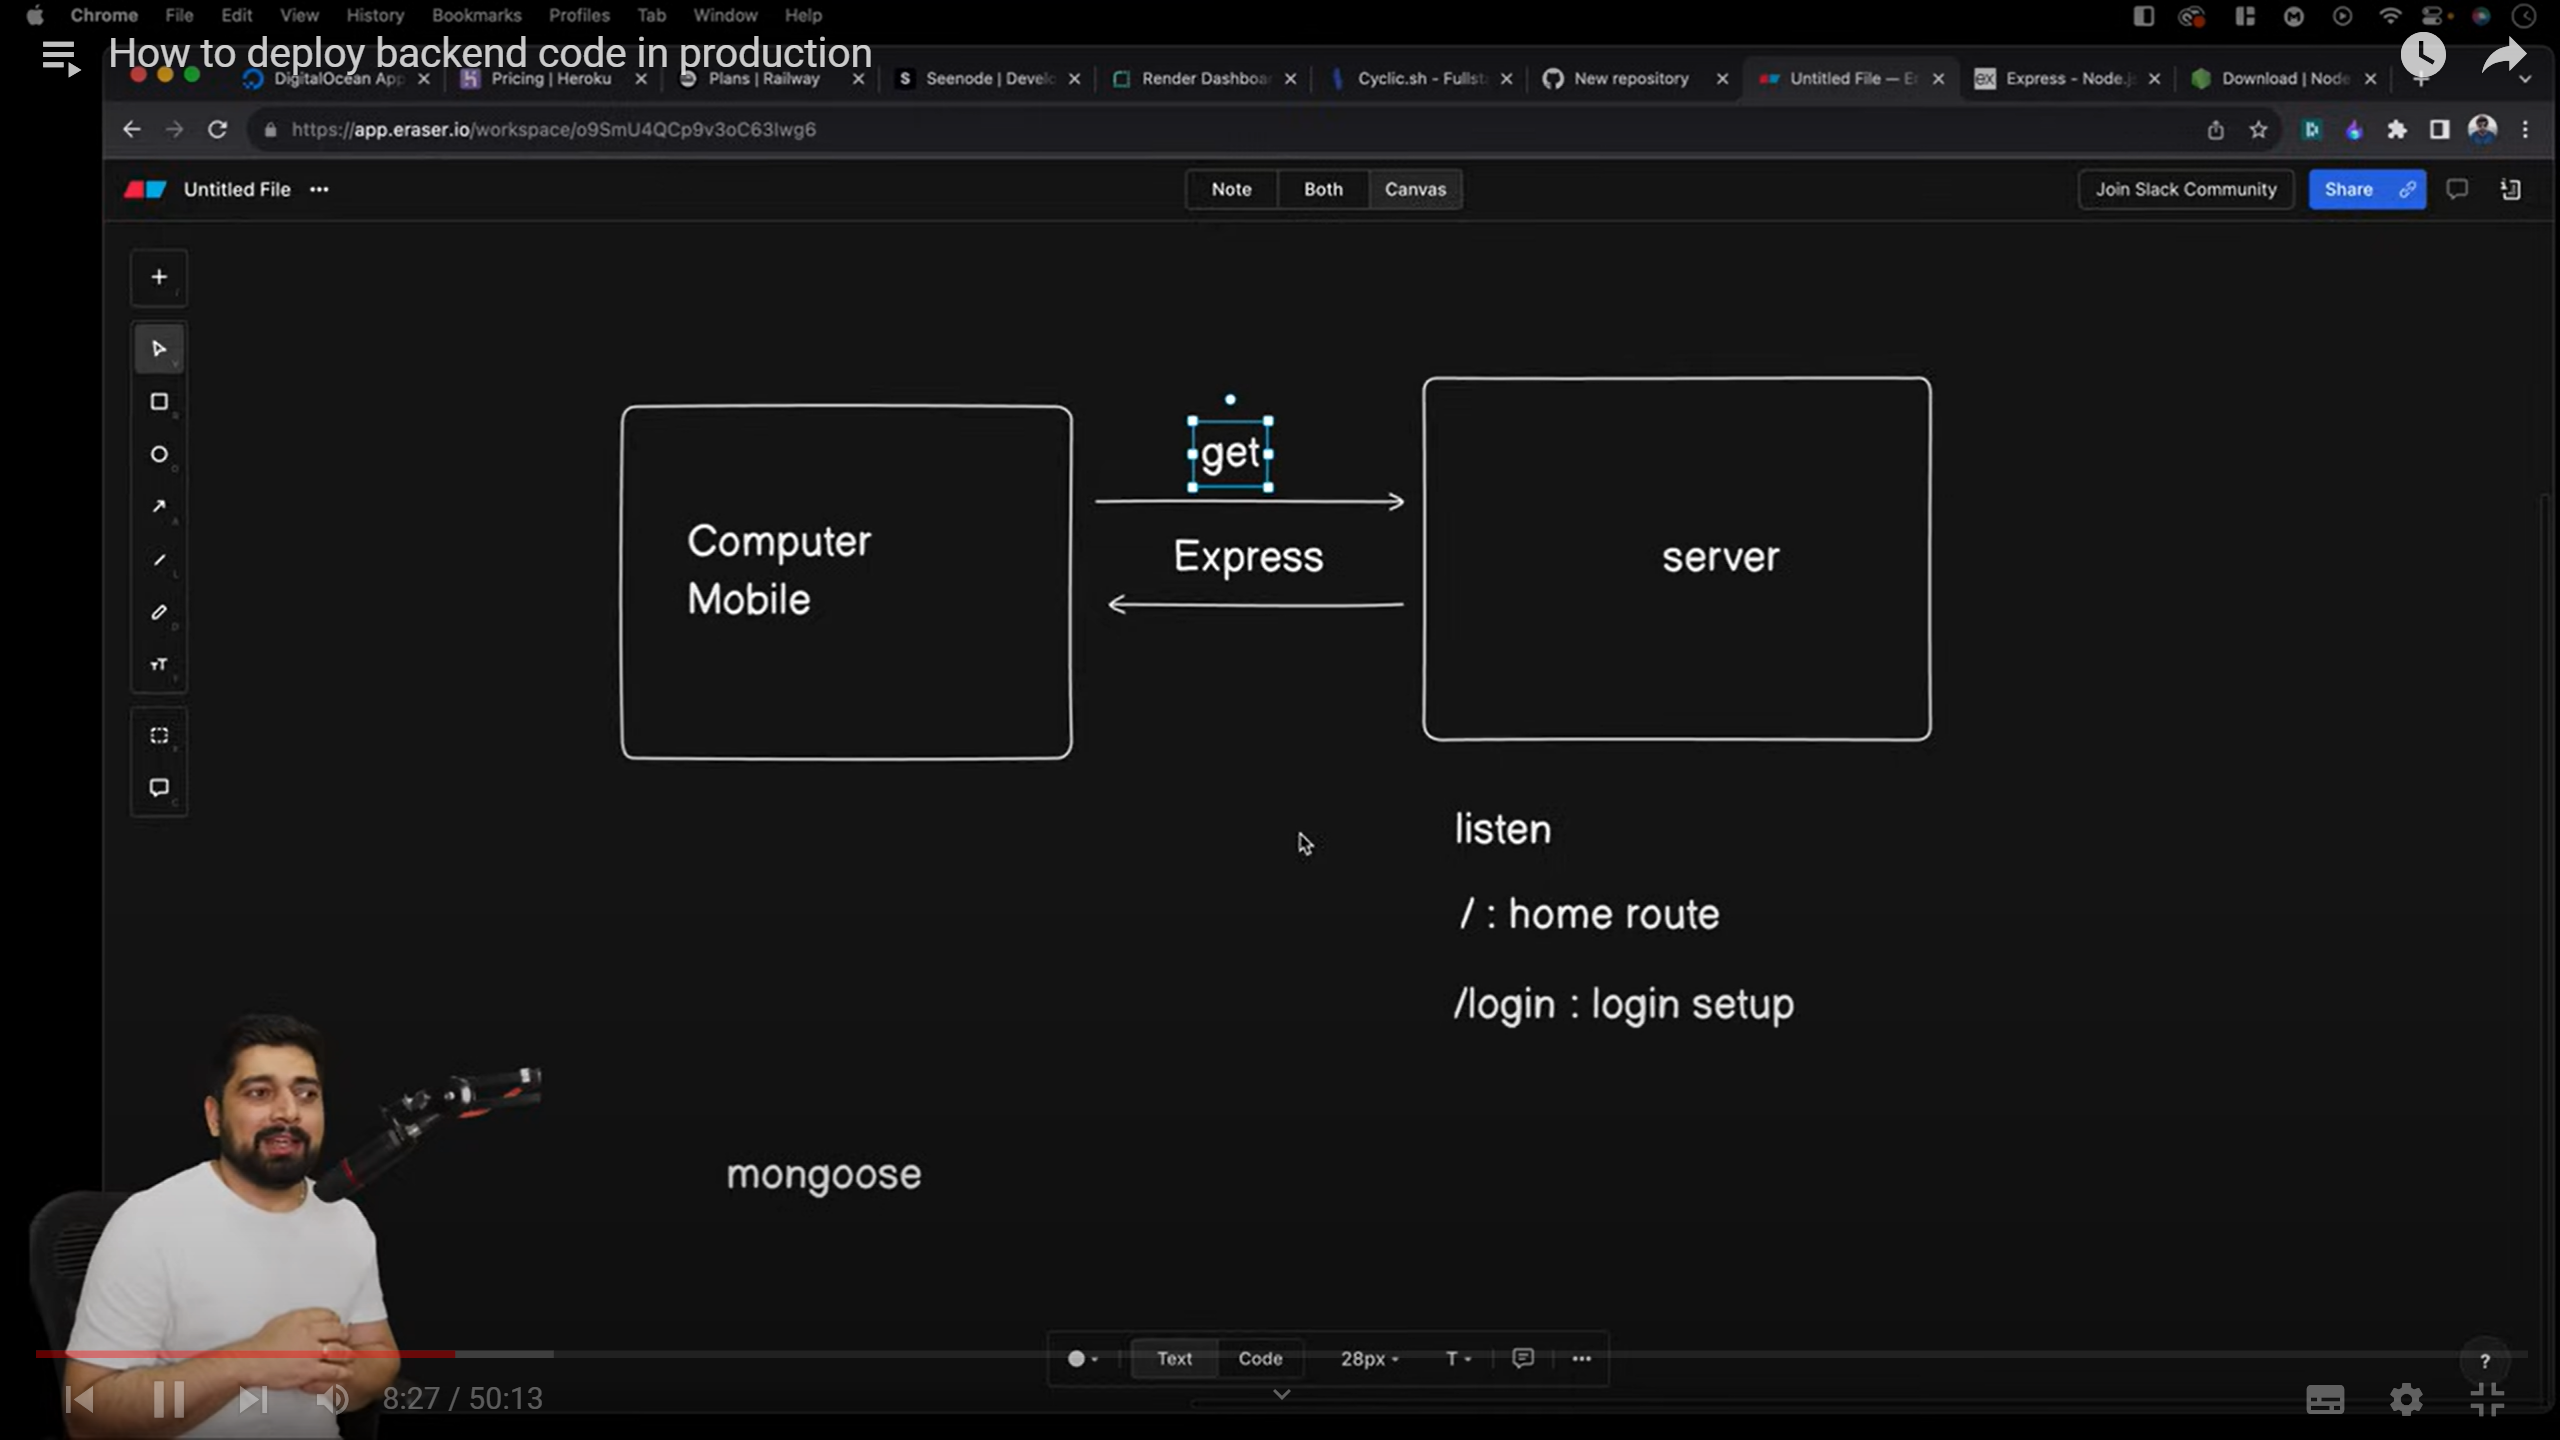 Chrome File Edit View History Bookmarks Profiles Tab Window Help
How to deploy backend code in production
DigitalOcean App
Pricing | Heroku
Plans | Railway
Seenode | Develo
Render Dashboa
Cyclic.sh - Fullst
New repository
Untitled File — Er
Express - Node.js
Download | Node
https://app.eraser.io/workspace/o9SmU4QCp9v3oC63lwg6
Untitled File
Note Both Canvas
Join Slack Community
Share
get
Computer
Mobile
Express
server
listen
/ : home route
/login : login setup
mongoose
Text Code 28px T
?
8:27 / 50:13